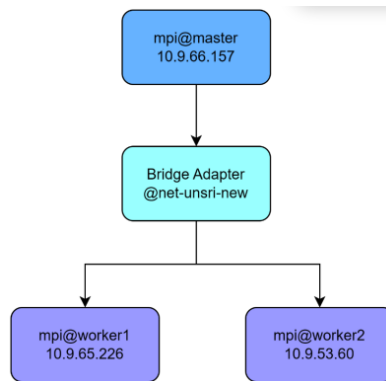 mpi@master
10.9.66.157
Bridge Adapter
@net-unsri-new
mpi@worker1
10.9.65.226
mpi@worker2
10.9.53.60